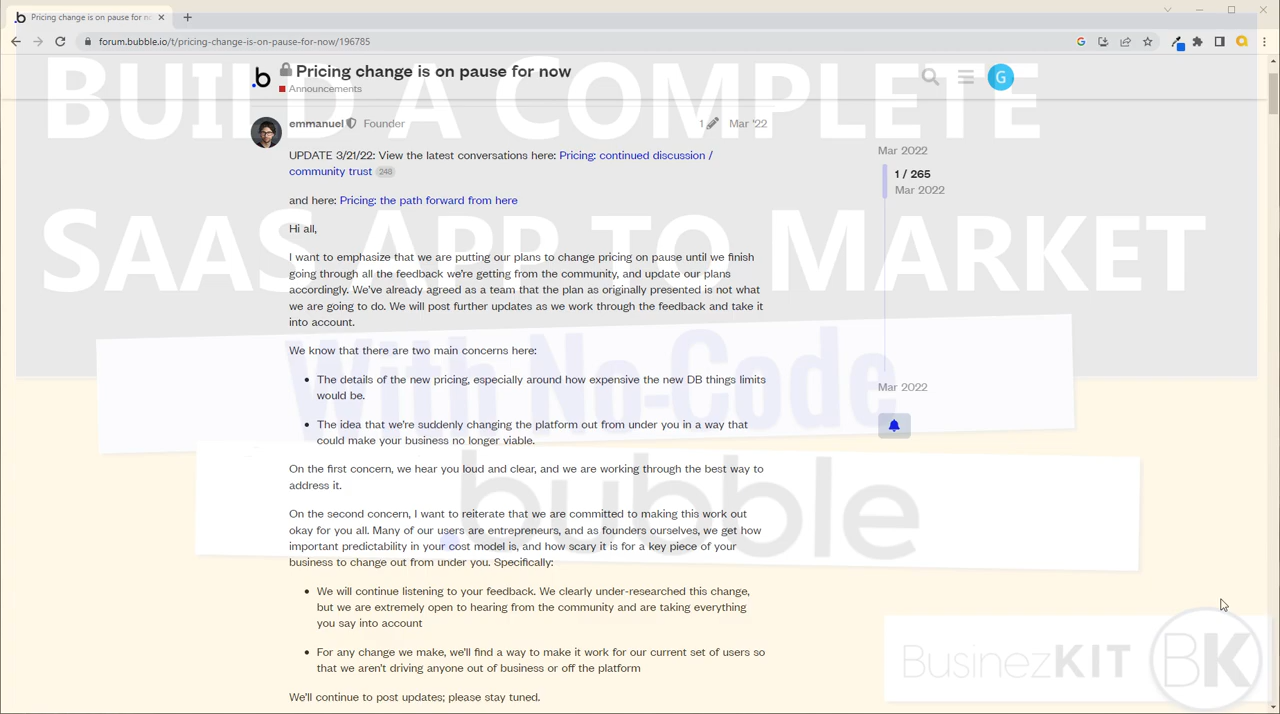 Pricing change is on pause for n
forum.bubble.io/t/pricing-change-is-on-pause-for-now/196785
Pricing change is on pause for now
Announcements
G
BUILD A COMPLETE
SAAS APP TO MARKET
With No-Code
.bubble
BusinezKIT BK
emmanuel Founder
1 Mar '22
UPDATE 3/21/22: View the latest conversations here: Pricing: continued discussion /
community trust 248
and here: Pricing: the path forward from here
Hi all,
I want to emphasize that we are putting our plans to change pricing on pause until we finish
going through all the feedback we're getting from the community, and update our plans
accordingly. We've already agreed as a team that the plan as originally presented is not what
we are going to do. We will post further updates as we work through the feedback and take it
into account.
We know that there are two main concerns here:
• The details of the new pricing, especially around how expensive the new DB things limits
would be.
• The idea that we're suddenly changing the platform out from under you in a way that
could make your business no longer viable.
On the first concern, we hear you loud and clear, and we are working through the best way to
address it.
On the second concern, I want to reiterate that we are committed to making this work out
okay for you all. Many of our users are entrepreneurs, and as founders ourselves, we get how
important predictability in your cost model is, and how scary it is for a key piece of your
business to change out from under you. Specifically:
• We will continue listening to your feedback. We clearly under-researched this change,
but we are extremely open to hearing from the community and are taking everything
you say into account
• For any change we make, we'll find a way to make it work for our current set of users so
that we aren't driving anyone out of business or off the platform
We'll continue to post updates; please stay tuned.
Mar 2022
1 / 265
Mar 2022
Mar 2022